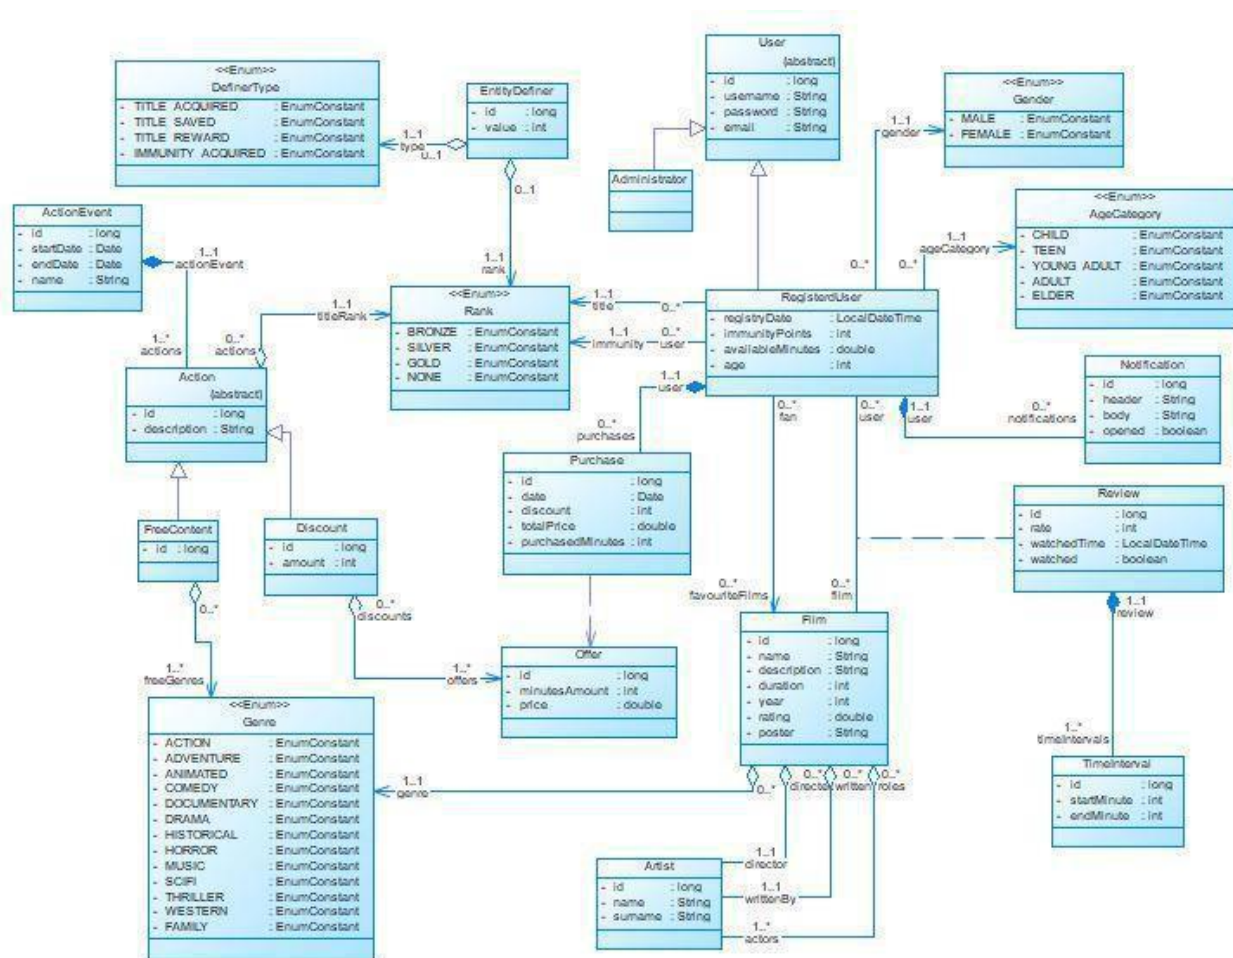 <<Enum>>
DefinerType
- TITLE ACQUIRED : EnumConstant
- TITLE SAVED : EnumConstant
- TITLE REWARD : EnumConstant
- IMMUNITY ACQUIRED : EnumConstant
EntityDefiner
- id : long
- value : int
1..1
type
0..1
0..1
1..1
rank
User
(abstract)
- id : long
- username : String
- password : String
- email : String
Administrator
<<Enum>>
Gender
- MALE : EnumConstant
- FEMALE : EnumConstant
1..1
gender
0..*
<<Enum>>
AgeCategory
- CHILD : EnumConstant
- TEEN : EnumConstant
- YOUNG ADULT : EnumConstant
- ADULT : EnumConstant
- ELDER : EnumConstant
1..1
ageCategory
0..*
ActionEvent
- id : long
- startDate : Date
- endDate : Date
- name : String
1..1
actionEvent
1..*
actions
0..*
actions
1..1
titleRank
<<Enum>>
Rank
- BRONZE : EnumConstant
- SILVER : EnumConstant
- GOLD : EnumConstant
- NONE : EnumConstant
1..1
title
0..*
1..1
immunity
0..*
user
RegisterdUser
- registryDate : LocalDateTime
- immunityPoints : int
- availableMinutes : double
- age : int
Action
(abstract)
- id : long
- description : String
1..1
user
0..*
purchases
0..*
fan
0..*
user
1..1
user
0..*
notifications
Notification
- id : long
- header : String
- body : String
- opened : boolean
Purchase
- id : long
- date : Date
- discount : int
- totalPrice : double
- purchasedMinutes : int
FreeContent
- id : long
Discount
- id : long
- amount : int
Review
- id : long
- rate : int
- watchedTime : LocalDateTime
- watched : boolean
0..*
0..*
discounts
1..*
freeGenres
1..*
offers
0..*
favouriteFilms
0..*
film
1..1
review
1..*
timeIntervals
Offer
- id : long
- minutesAmount : int
- price : double
Film
- id : long
- name : String
- description : String
- duration : int
- year : int
- rating : double
- poster : String
<<Enum>>
Genre
- ACTION : EnumConstant
- ADVENTURE : EnumConstant
- ANIMATED : EnumConstant
- COMEDY : EnumConstant
- DOCUMENTARY : EnumConstant
- DRAMA : EnumConstant
- HISTORICAL : EnumConstant
- HORROR : EnumConstant
- MUSIC : EnumConstant
- SCIFI : EnumConstant
- THRILLER : EnumConstant
- WESTERN : EnumConstant
- FAMILY : EnumConstant
1..1
genre
0..*
0..*
0..*
0..*
written
roles
TimeInterval
- id : long
- startMinute : int
- endMinute : int
Artist
- id : long
- name : String
- surname : String
1..1
director
1..1
writtenBy
1..*
actors